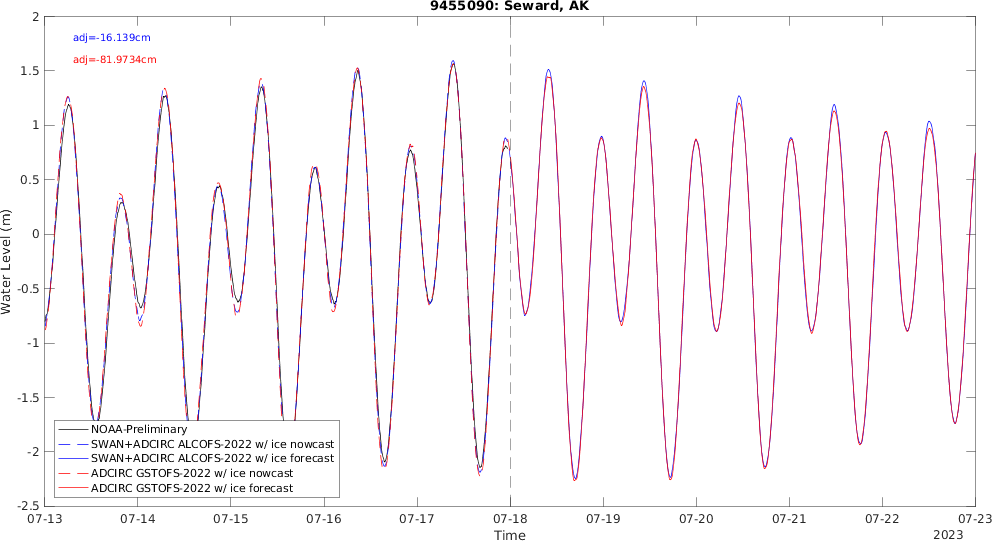 9455090: Seward, AK
adj=-16.139cm
adj=-81.9734cm
2
1.5
1
0.5
0
-0.5
-1
-1.5
-2
-2.5
Water Level (m)
NOAA-Preliminary
SWAN+ADCIRC ALCOFS-2022 w/ ice nowcast
SWAN+ADCIRC ALCOFS-2022 w/ ice forecast
ADCIRC GSTOFS-2022 w/ ice nowcast
ADCIRC GSTOFS-2022 w/ ice forecast
07-13 07-14 07-15 07-16 07-17 07-18 07-19 07-20 07-21 07-22 07-23
Time
2023